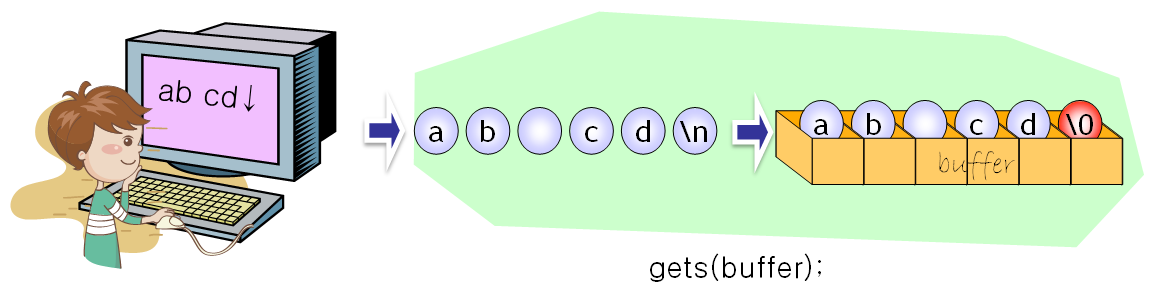 ab cd↓
a b c d \n
a b c d \0
buffer
gets(buffer);